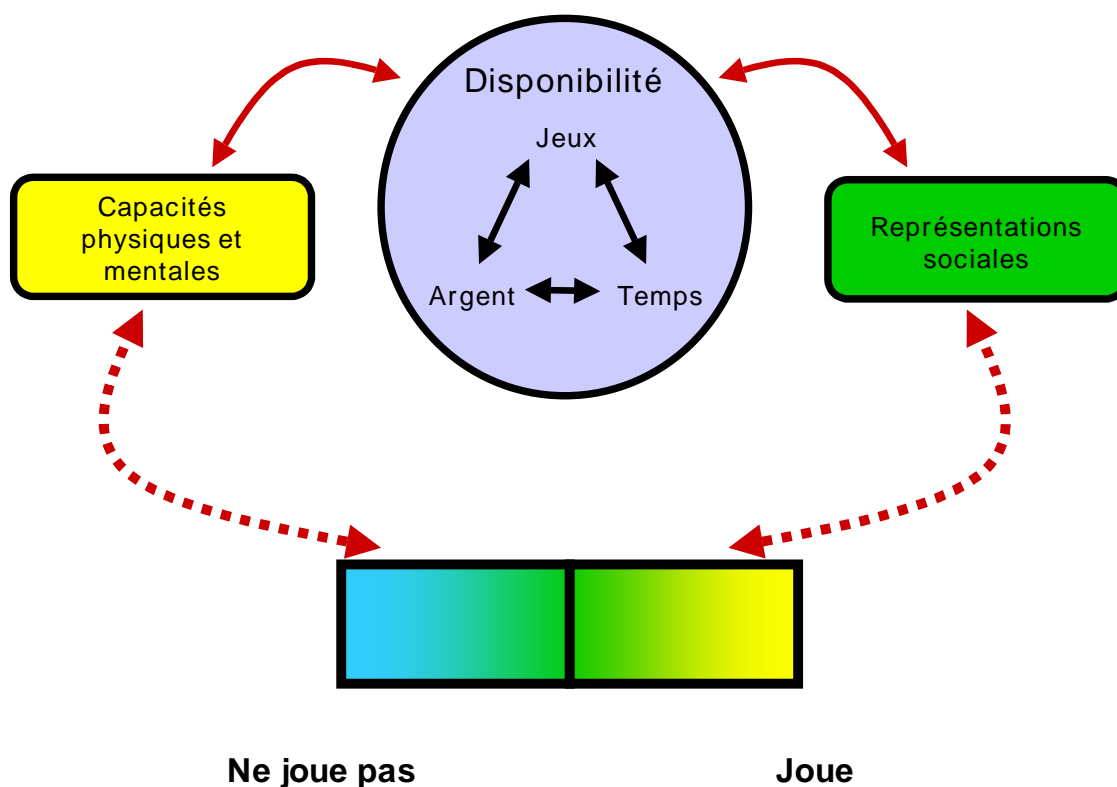 Disponibilité
Jeux
Argent
Temps
Capacités
physiques et
mentales
Représentations
sociales
Ne joue pas
Joue